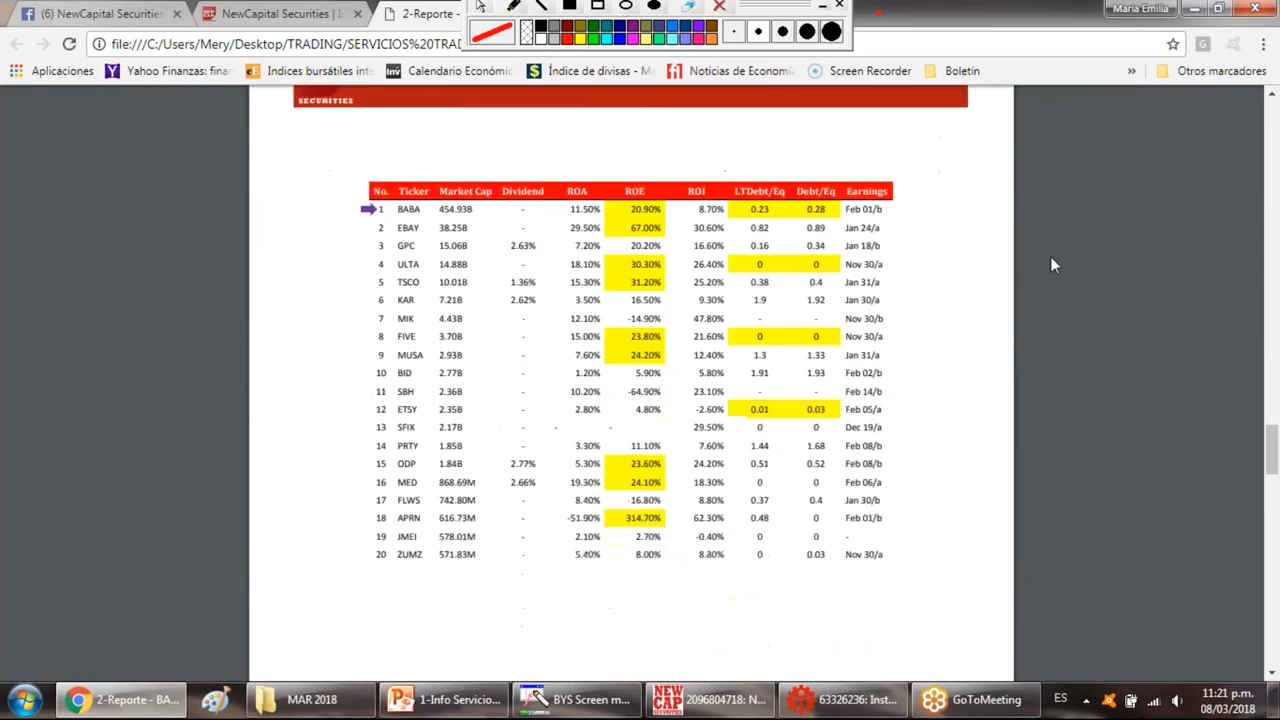 (6) NewCapital Securities
NewCapital Securities | In
2-Reporte -
Maria Emilia
file:///C:/Users/Mery/Desktop/TRADING/SERVICIOS%20TRAD
Aplicaciones
Yahoo Finanzas: finan
Indices bursátiles inte
Calendario Económic
Índice de divisas - Ma
Noticias de Economía
Screen Recorder
Boletín
»
Otros marcadores
SECURITIES
No. Ticker Market Cap Dividend ROA ROE ROI LTDebt/Eq Debt/Eq Earnings
1 BABA 454.93B - 11.50% 20.90% 8.70% 0.23 0.28 Feb 01/b
2 EBAY 38.25B - 29.50% 67.00% 30.60% 0.82 0.89 Jan 24/a
3 GPC 15.06B 2.63% 7.20% 20.20% 16.60% 0.16 0.34 Jan 18/b
4 ULTA 14.88B - 18.10% 30.30% 26.40% 0 0 Nov 30/a
5 TSCO 10.01B 1.36% 15.30% 31.20% 25.20% 0.38 0.4 Jan 31/a
6 KAR 7.21B 2.62% 3.50% 16.50% 9.30% 1.9 1.92 Jan 30/a
7 MIK 4.43B - 12.10% -14.90% 47.80% - - Nov 30/b
8 FIVE 3.70B - 15.00% 23.80% 21.60% 0 0 Nov 30/a
9 MUSA 2.93B - 7.60% 24.20% 12.40% 1.3 1.33 Jan 31/a
10 BID 2.77B - 1.20% 5.90% 5.80% 1.91 1.93 Feb 02/b
11 SBH 2.36B - 10.20% -64.90% 23.10% - - Feb 14/b
12 ETSY 2.35B - 2.80% 4.80% -2.60% 0.01 0.03 Feb 05/a
13 SFIX 2.17B - - - 29.50% 0 0 Dec 19/a
14 PRTY 1.85B - 3.30% 11.10% 7.60% 1.44 1.68 Feb 08/b
15 ODP 1.84B 2.77% 5.30% 23.60% 24.20% 0.51 0.52 Feb 08/b
16 MED 868.69M 2.66% 19.30% 24.10% 18.30% 0 0 Feb 06/a
17 FLWS 742.80M - 8.40% 16.80% 8.80% 0.37 0.4 Jan 30/b
18 APRN 616.73M - -51.90% 314.70% 62.30% 0.48 0 Feb 01/b
19 JMEI 578.01M - 2.10% 2.70% -0.40% 0 0 -
20 ZUMZ 571.83M - 5.40% 8.00% 8.80% 0 0.03 Nov 30/a
2-Reporte - BA...
MAR 2018
1-Info Servicio...
BYS Screen m...
NEW CAP SECURITIES
2096804718: N...
63326236: Inst...
GoToMeeting
ES
11:21 p.m.
08/03/2018